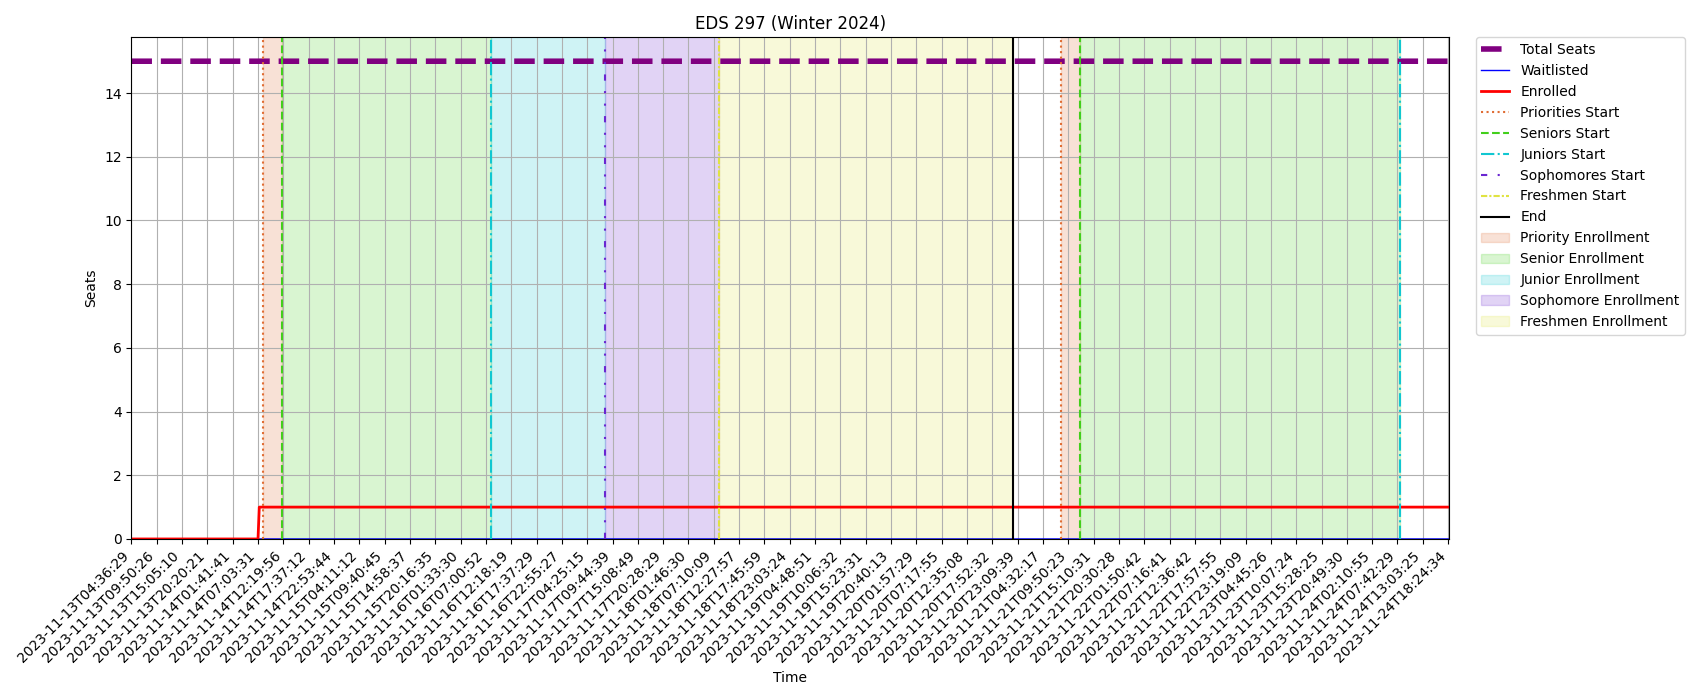 EDS 297 (Winter 2024)
Total Seats
Waitlisted
Enrolled
Priorities Start
Seniors Start
Juniors Start
Sophomores Start
Freshmen Start
End
Priority Enrollment
Senior Enrollment
Junior Enrollment
Sophomore Enrollment
Freshmen Enrollment
Seats
14
12
10
8
6
4
2
0
2023-11-13T04:36:29
2023-11-13T09:50:26
2023-11-13T15:05:10
2023-11-13T20:20:21
2023-11-14T01:41:41
2023-11-14T07:03:31
2023-11-14T12:19:56
2023-11-14T17:37:12
2023-11-14T22:53:44
2023-11-15T04:11:12
2023-11-15T09:40:45
2023-11-15T14:58:37
2023-11-15T20:16:35
2023-11-16T01:33:30
2023-11-16T07:00:52
2023-11-16T12:18:19
2023-11-16T17:37:29
2023-11-16T22:55:27
2023-11-17T04:25:15
2023-11-17T09:44:39
2023-11-17T15:08:49
2023-11-17T20:28:29
2023-11-18T01:46:30
2023-11-18T07:10:09
2023-11-18T12:27:57
2023-11-18T17:45:59
2023-11-18T23:03:24
2023-11-19T04:48:51
2023-11-19T10:06:32
2023-11-19T15:23:31
2023-11-19T20:40:13
2023-11-20T01:57:29
2023-11-20T07:17:55
2023-11-20T12:35:08
2023-11-20T17:52:32
2023-11-20T23:09:39
2023-11-21T04:32:17
2023-11-21T09:50:23
2023-11-21T15:10:31
2023-11-21T20:30:28
2023-11-22T01:50:42
2023-11-22T07:16:41
2023-11-22T12:36:42
2023-11-22T17:57:55
2023-11-22T23:19:09
2023-11-23T04:45:26
2023-11-23T10:07:24
2023-11-23T15:28:25
2023-11-23T20:49:30
2023-11-24T02:10:55
2023-11-24T07:42:29
2023-11-24T13:03:25
2023-11-24T18:24:34
Time